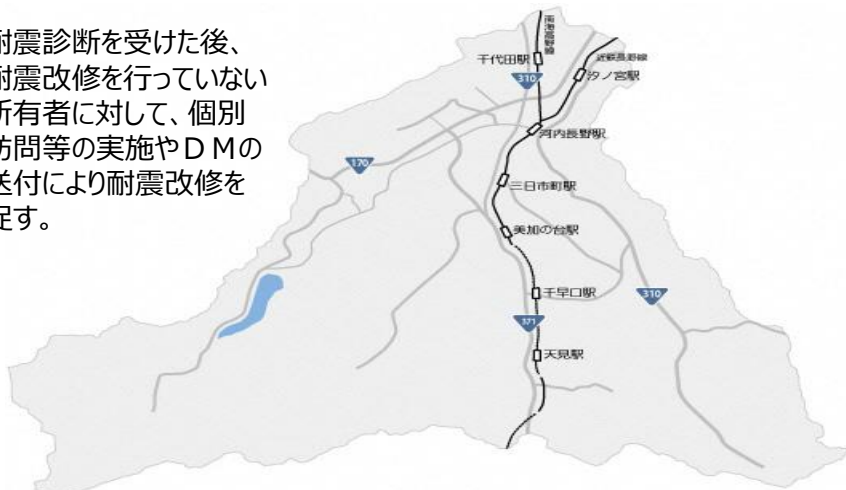 耐震診断を受けた後、
耐震改修を行っていない
所有者に対して、個別
訪問等の実施やＤＭの
送付により耐震改修を
促す。
南海高野線
近鉄長野線
千代田駅
汐ノ宮駅
310
河内長野駅
170
三日市町駅
美加の台駅
千早口駅
310
371
天見駅